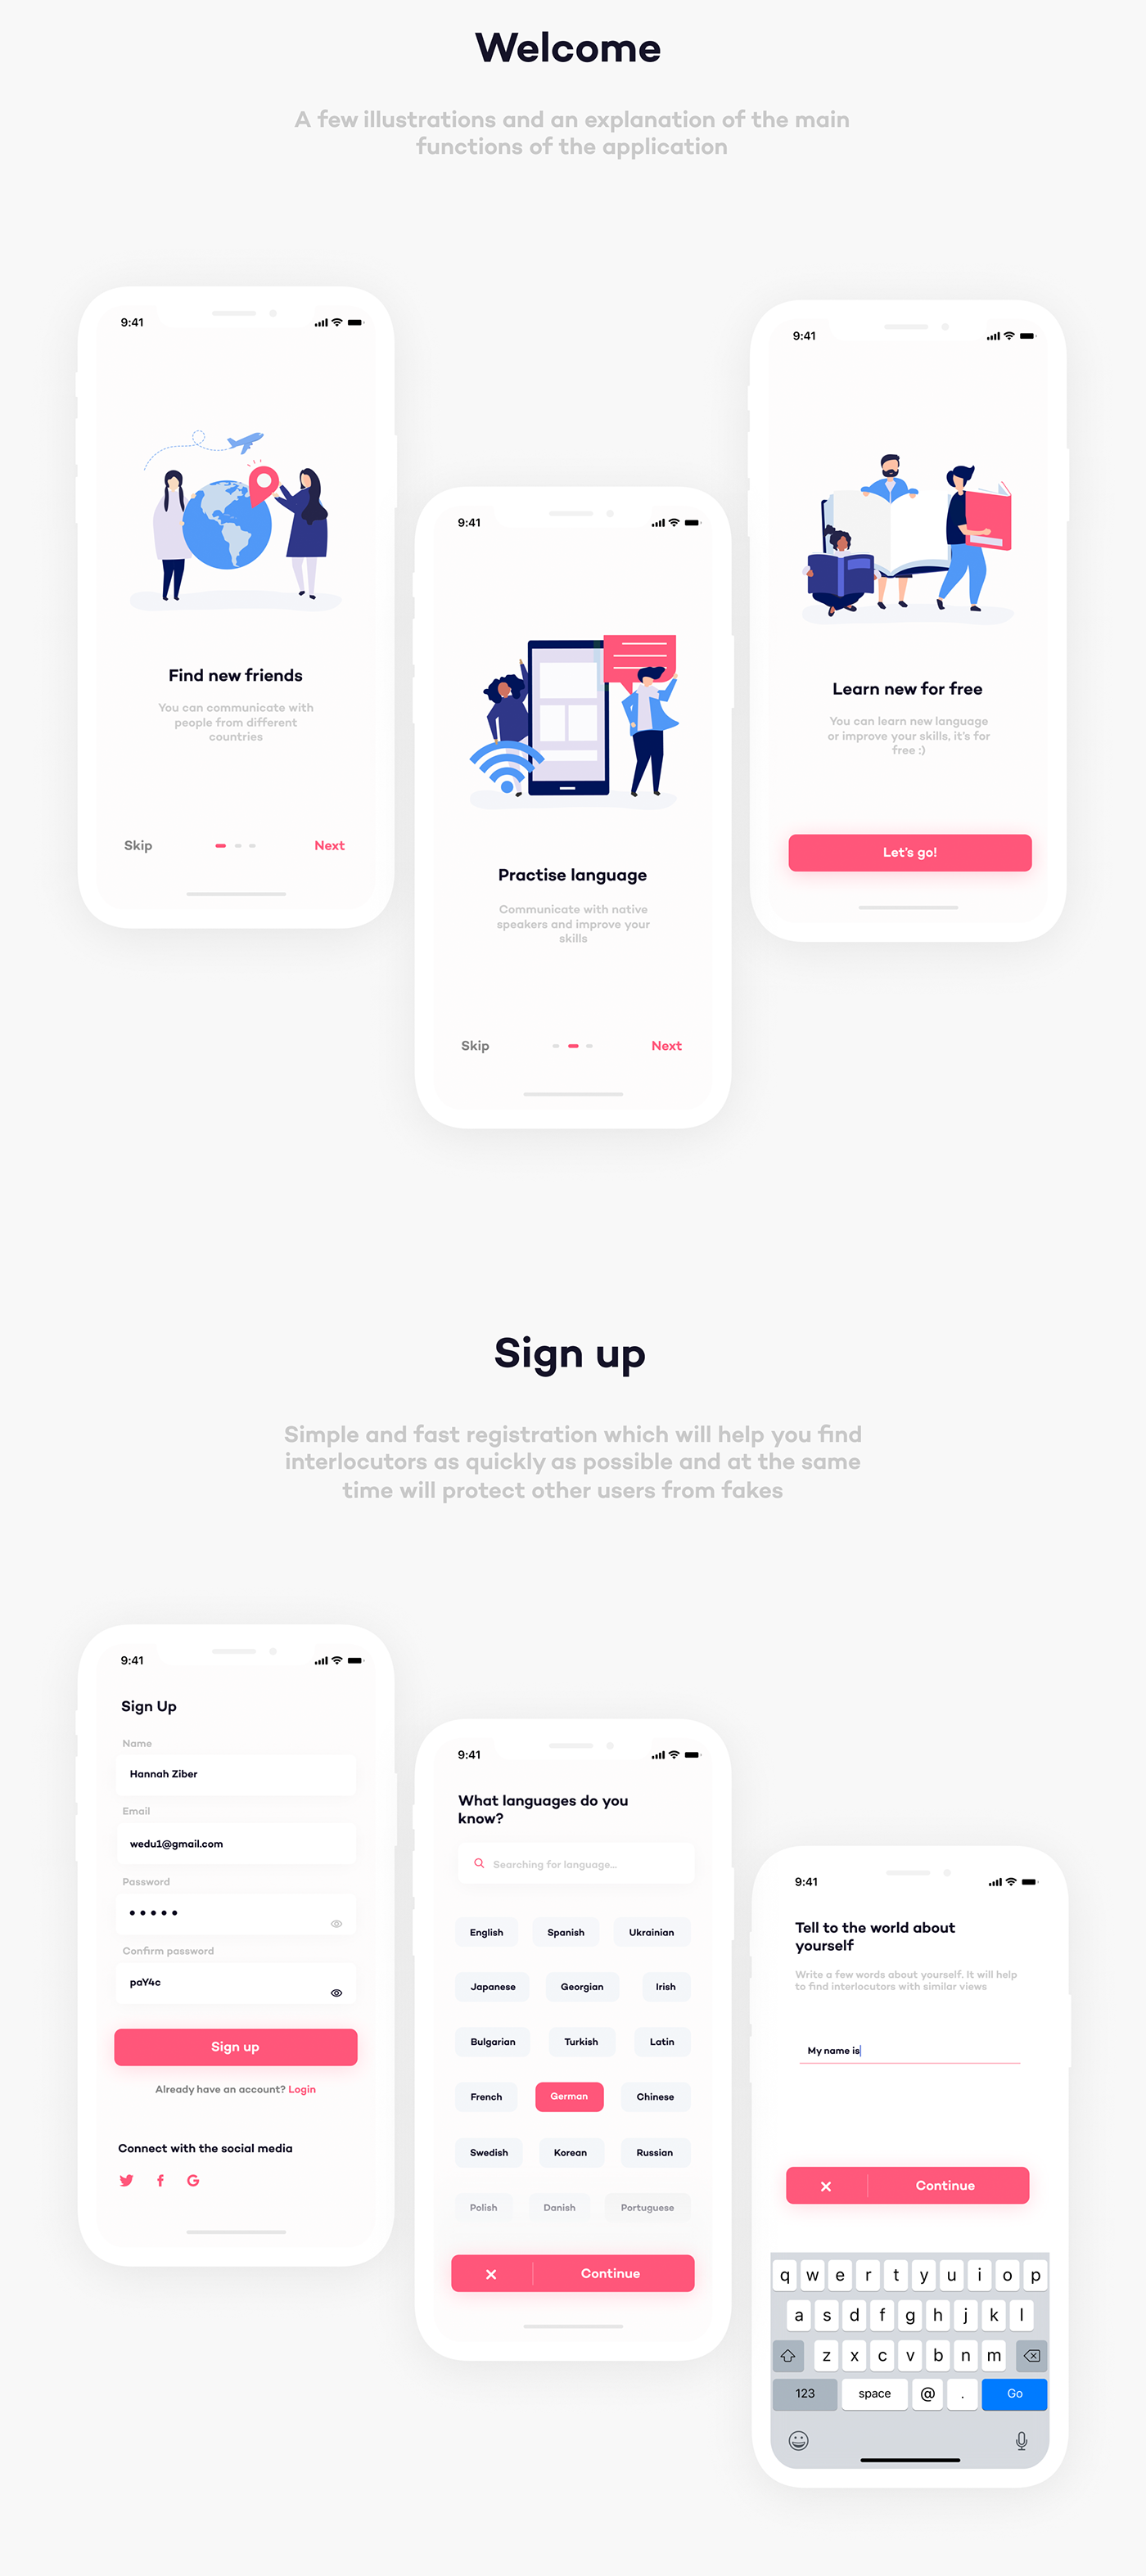 Welcome
A few illustrations and an explanation of the main
functions of the application
9:41
Find new friends
You can communicate with
people from different
countries
Skip
Next
9:41
Practise language
Communicate with native
speakers and improve your
skills
Skip
Next
9:41
Learn new for free
You can learn new language
or improve your skills, it's for
free :)
Let's go!
Sign up
Simple and fast registration which will help you find
interlocutors as quickly as possible and at the same
time will protect other users from fakes
9:41
Sign Up
Name
Hannah Ziber
Email
wedu1@gmail.com
Password
Confirm password
paY4c
Sign up
Already have an account? Login
Connect with the social media
9:41
What languages do you
know?
Searching for language...
English Spanish Ukrainian
Japanese Georgian Irish
Bulgarian Turkish Latin
French German Chinese
Swedish Korean Russian
Polish Danish Portuguese
Continue
9:41
Tell to the world about
yourself
Write a few words about yourself. It will help
to find interlocutors with similar views
My name is
Continue
q w e r t y u i o p
a s d f g h j k l
z x c v b n m
123 space @ . Go